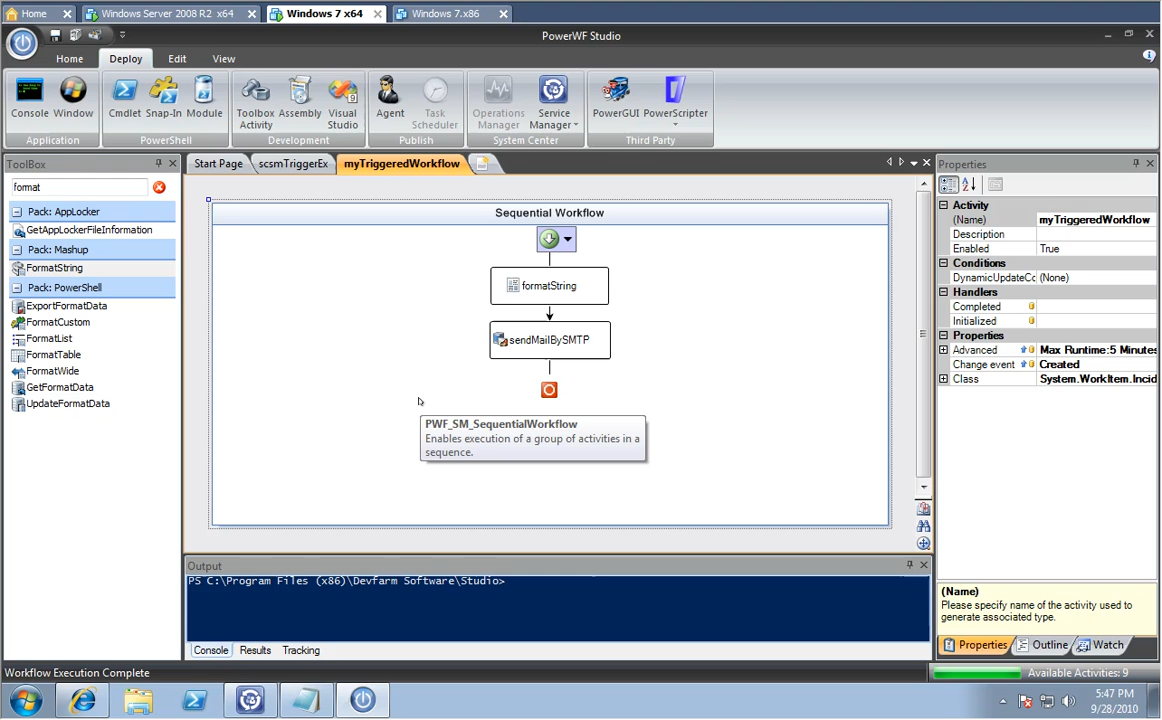 Home
Windows Server 2008 R2 x64
Windows 7 x64
Windows 7.x86
PowerWF Studio
Home
Deploy
Edit
View
Console
Window
Cmdlet
Snap-In
Module
Toolbox
Activity
Assembly
Visual
Studio
Agent
Task
Scheduler
Operations
Manager
Service
Manager
PowerGUI
PowerScripter
Application
PowerShell
Development
Publish
System Center
Third Party
ToolBox
Start Page
scsmTriggerEx
myTriggeredWorkflow
Properties
format
Pack: AppLocker
GetAppLockerFileInformation
Pack: Mashup
FormatString
Pack: PowerShell
ExportFormatData
FormatCustom
FormatList
FormatTable
FormatWide
GetFormatData
UpdateFormatData
Sequential Workflow
formatString
sendMailBySMTP
PWF_SM_SequentialWorkflow
Enables execution of a group of activities in a
sequence.
Activity
(Name) myTriggeredWorkflow
Description
Enabled True
Conditions
DynamicUpdateCo (None)
Handlers
Completed
Initialized
Properties
Advanced Max Runtime:5 Minutes
Change event Created
Class System.WorkItem.Incid
Output
PS C:\Program Files (x86)\Devfarm Software\Studio>
(Name)
Please specify name of the activity used to
generate associated type.
Console
Results
Tracking
Properties
Outline
Watch
Workflow Execution Complete
Available Activities: 9
5:47 PM
9/28/2010